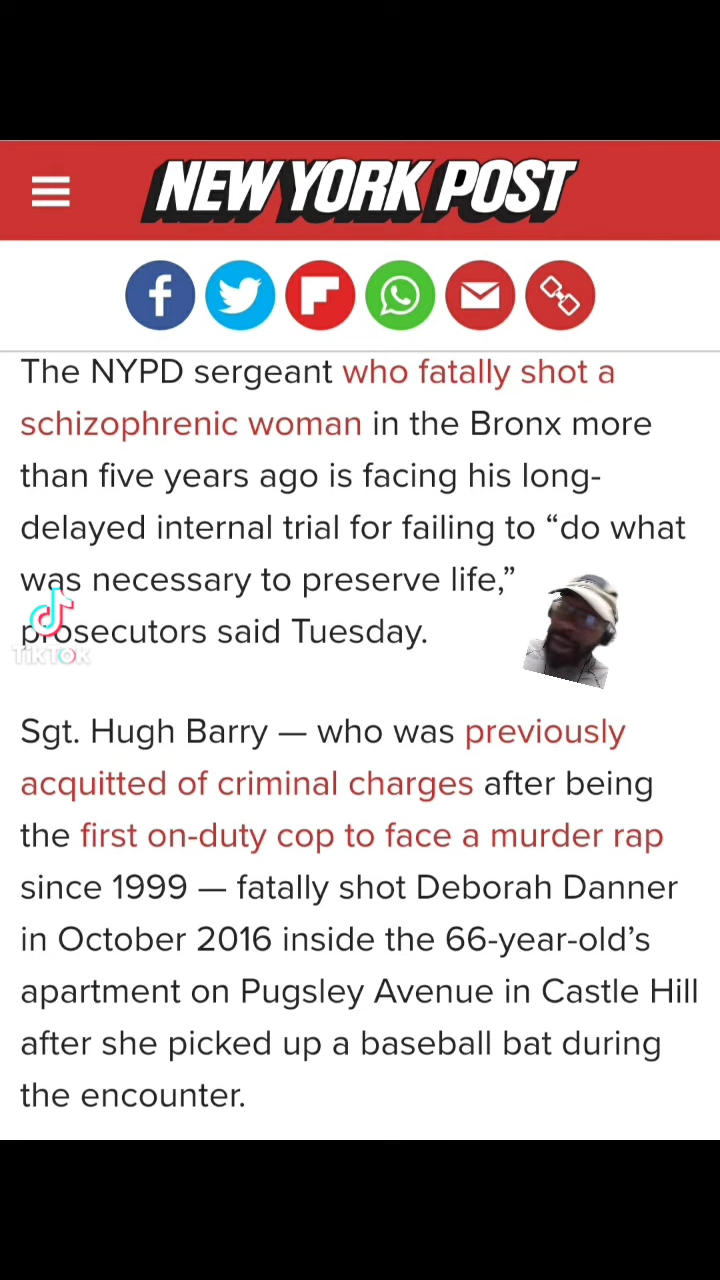 NEW YORK POST
The NYPD sergeant who fatally shot a
schizophrenic woman in the Bronx more
than five years ago is facing his long-
delayed internal trial for failing to “do what
was necessary to preserve life,”
prosecutors said Tuesday.
TikTok
Sgt. Hugh Barry — who was previously
acquitted of criminal charges after being
the first on-duty cop to face a murder rap
since 1999 — fatally shot Deborah Danner
in October 2016 inside the 66-year-old’s
apartment on Pugsley Avenue in Castle Hill
after she picked up a baseball bat during
the encounter.